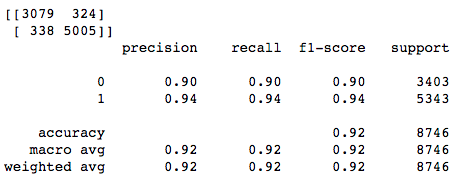 [[3079 324]
[ 338 5005]]
precision recall f1-score support
0 0.90 0.90 0.90 3403
1 0.94 0.94 0.94 5343
accuracy 0.92 8746
macro avg 0.92 0.92 0.92 8746
weighted avg 0.92 0.92 0.92 8746